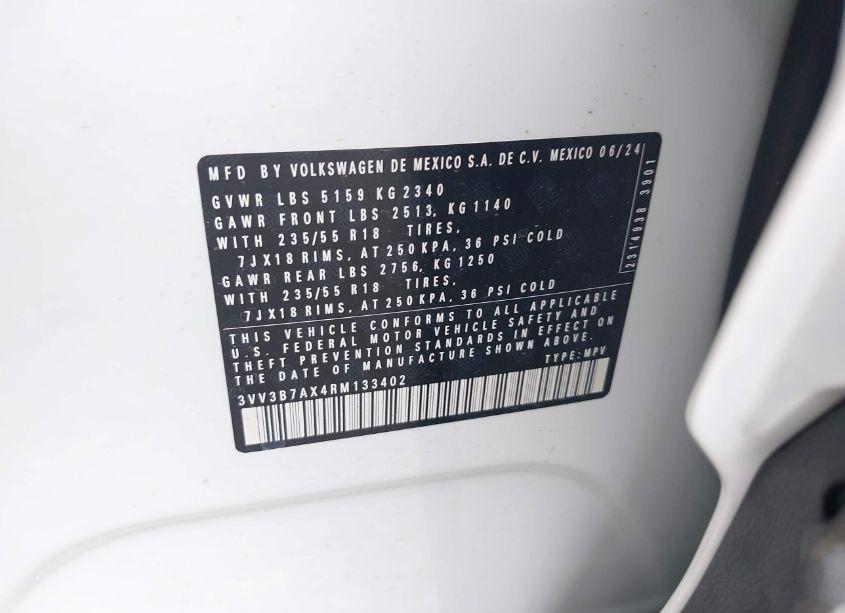 MFD BY VOLKSWAGEN DE MEXICO S.A. DE C.V. MEXICO 06/24
GVWR LBS 5159 KG 2340
GAWR FRONT LBS 2513, KG 1140
WITH 235/55 R18 TIRES,
7JX18 RIMS, AT 250 KPA, 36 PSI COLD
GAWR REAR LBS 2756, KG 1250
WITH 235/55 R18 TIRES,
7JX18 RIMS, AT 250 KPA, 36 PSI COLD
THIS VEHICLE CONFORMS TO ALL APPLICABLE
U.S. FEDERAL MOTOR VEHICLE SAFETY AND
THEFT PREVENTION STANDARDS IN EFFECT ON
THE DATE OF MANUFACTURE SHOWN ABOVE.
TYPE: MPV
3VV3B7AX4RM133402
2314938 3901